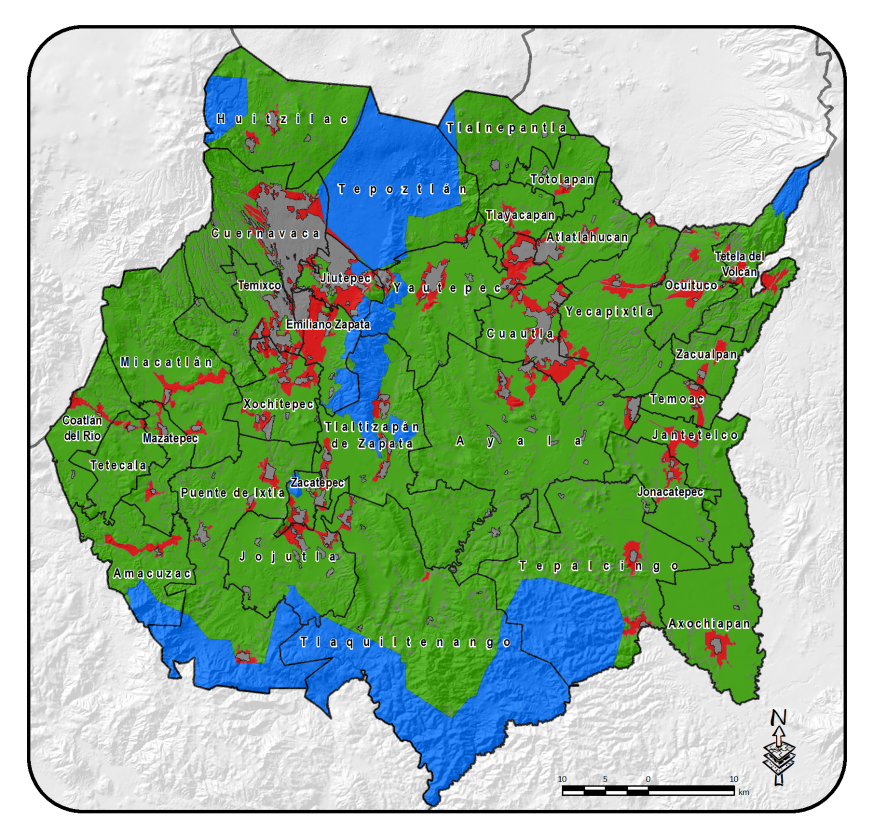 Huitzilac
Tlalnepantla
Totolapan
Tepoztlán
Tlayacapan
Atlatlahucan
Cuernavaca
Tetela del
Volcán
Temixco
Jiutepec
Yautepec
Ocuituco
Yecapixtla
Emiliano Zapata
Cuautla
Zacualpan
Miacatlán
Temoac
Xochitepec
Coatlán
del Río
Mazatepec
Tlaltizapán
de Zapata
Ayala
Jantetelco
Tetecala
Zacatepec
Puente de Ixtla
Jonacatepec
Jojutla
Tepalcingo
Amacuzac
Axochiapan
Tlaquiltenango
N
10 5 0 10
km